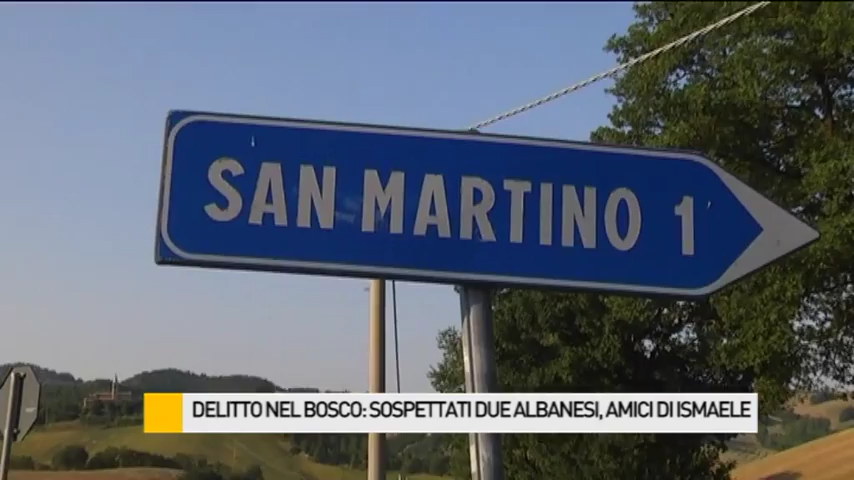 SAN MARTINO 1
DELITTO NEL BOSCO: SOSPETTATI DUE ALBANESI, AMICI DI ISMAELE